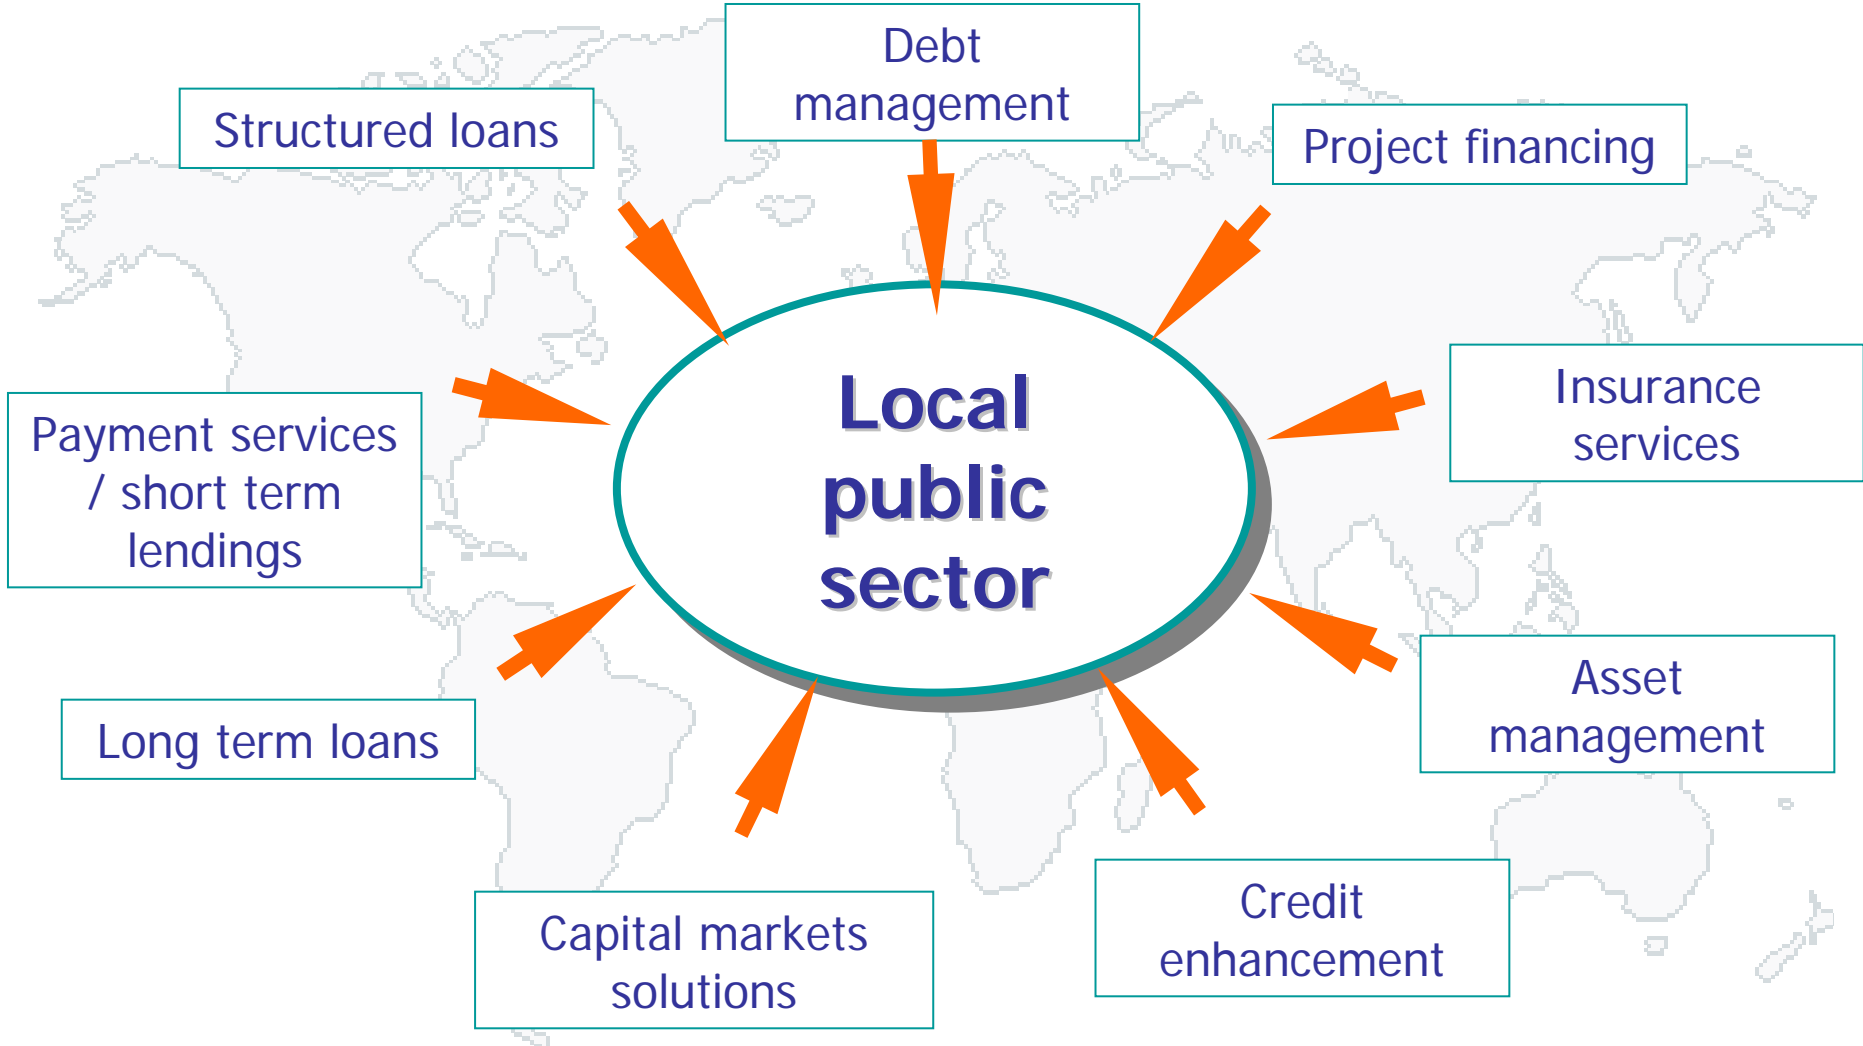 Debt
management
Structured loans
Project financing
Local
public
sector
Insurance
services
Payment services
/ short term
lendings
Asset
management
Long term loans
Capital markets
solutions
Credit
enhancement